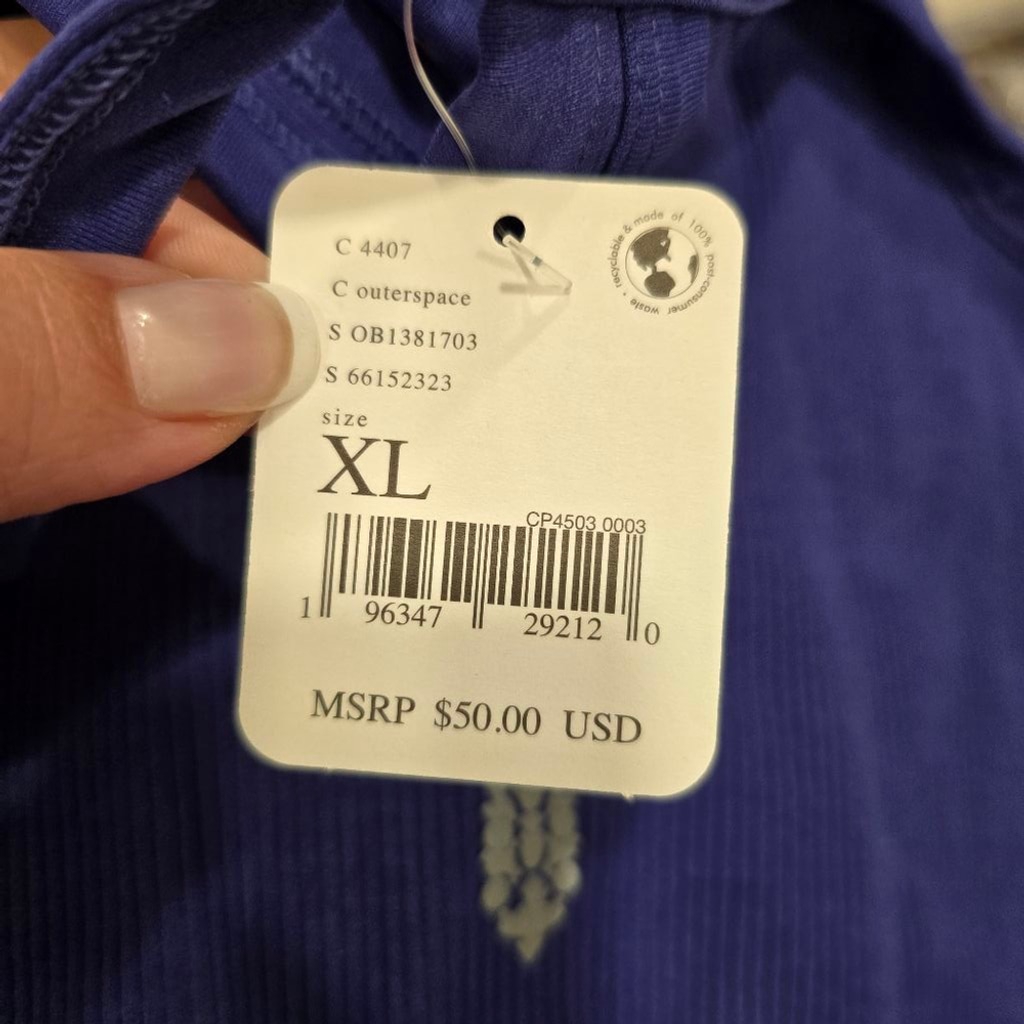 C 4407
recyclable & made of 100% post-consumer waste •
C outerspace
S OB1381703
S 66152323
size
XL
CP4503 0003
1 96347 29212 0
MSRP $50.00 USD